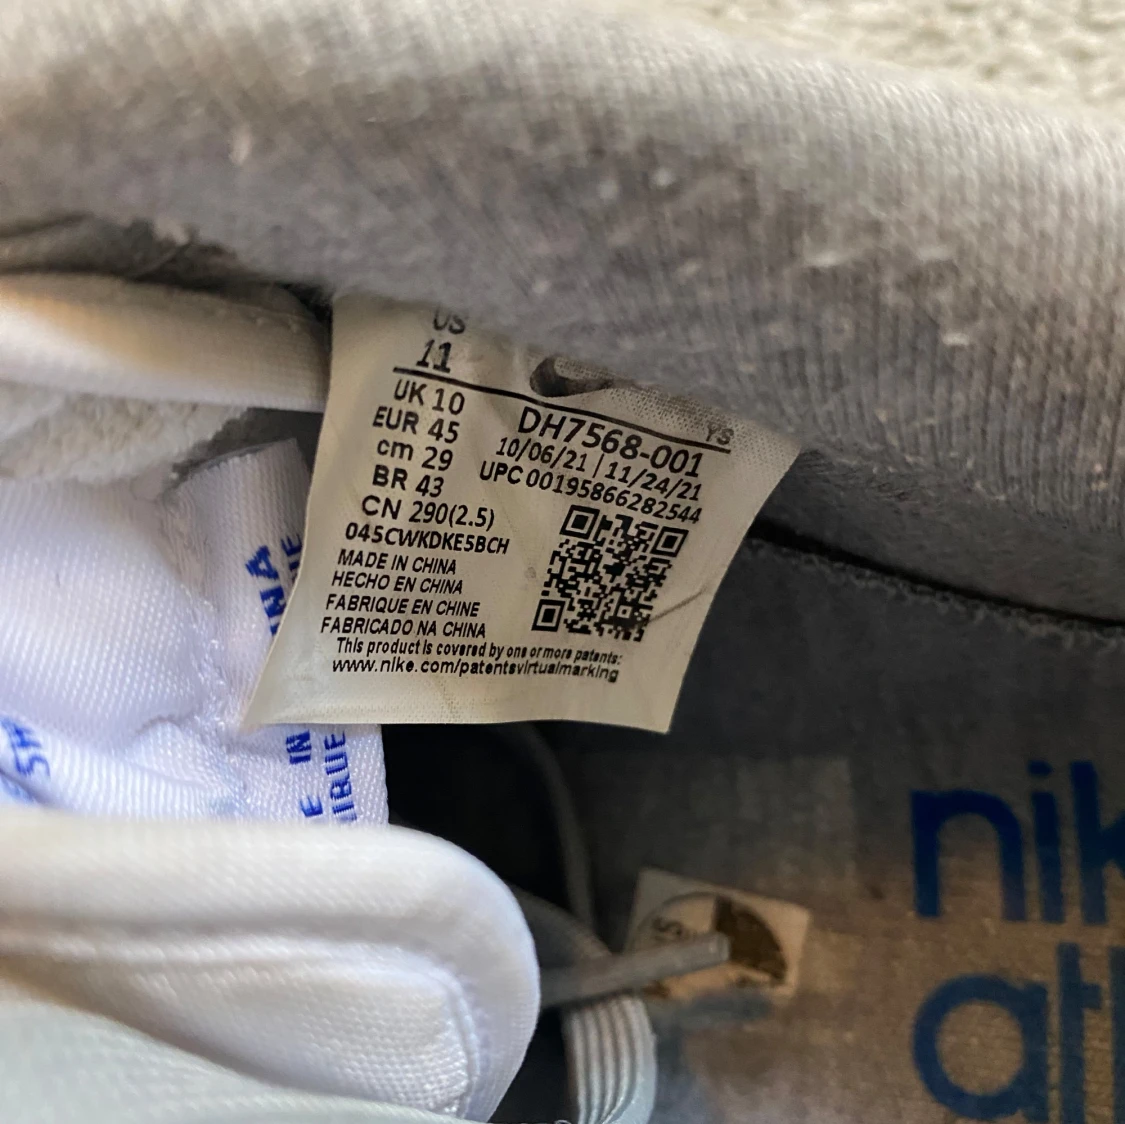 US
11
UK 10
EUR 45
cm 29
BR 43
CN 290(2.5)
045CWKDKE5BCH
YS
DH7568-001
10/06/21 | 11/24/21
UPC 00195866282544
MADE IN CHINA
HECHO EN CHINA
FABRIQUE EN CHINE
FABRICADO NA CHINA
This product is covered by one or more patents:
www.nike.com/patentsvirtualmarking